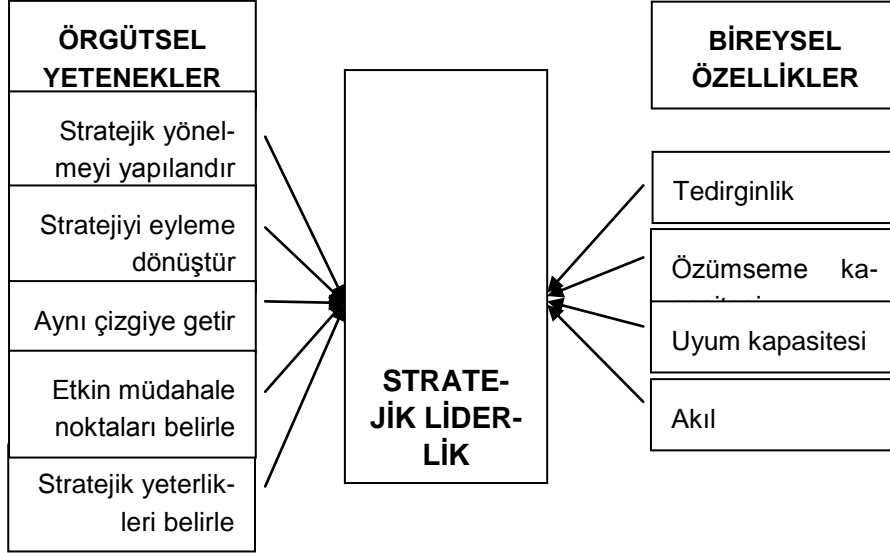 ÖRGÜTSEL
YETENEKLER
Stratejik yönel-
meyi yapılandır
Stratejiyi eyleme
dönüştür
Aynı çizgiye getir
Etkin müdahale
noktaları belirle
Stratejik yeterlik-
leri belirle
STRATE-
JİK LİDER-
LİK
BİREYSEL
ÖZELLİKLER
Tedirginlik
Özümseme ka-
Uyum kapasitesi
Akıl